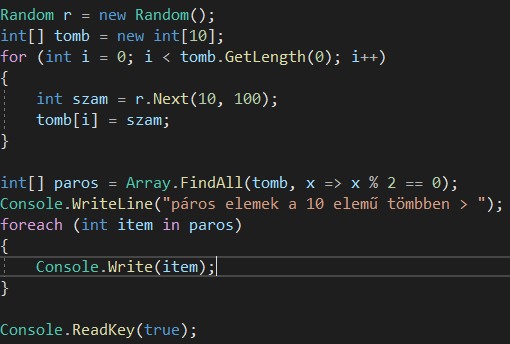 Random r = new Random();
int[] tomb = new int[10];
for (int i = 0; i < tomb.GetLength(0); i++)
{
    int szam = r.Next(10, 100);
    tomb[i] = szam;
}

int[] paros = Array.FindAll(tomb, x => x % 2 == 0);
Console.WriteLine("páros elemek a 10 elemű tömbben > ");
foreach (int item in paros)
{
    Console.Write(item);
}

Console.ReadKey(true);